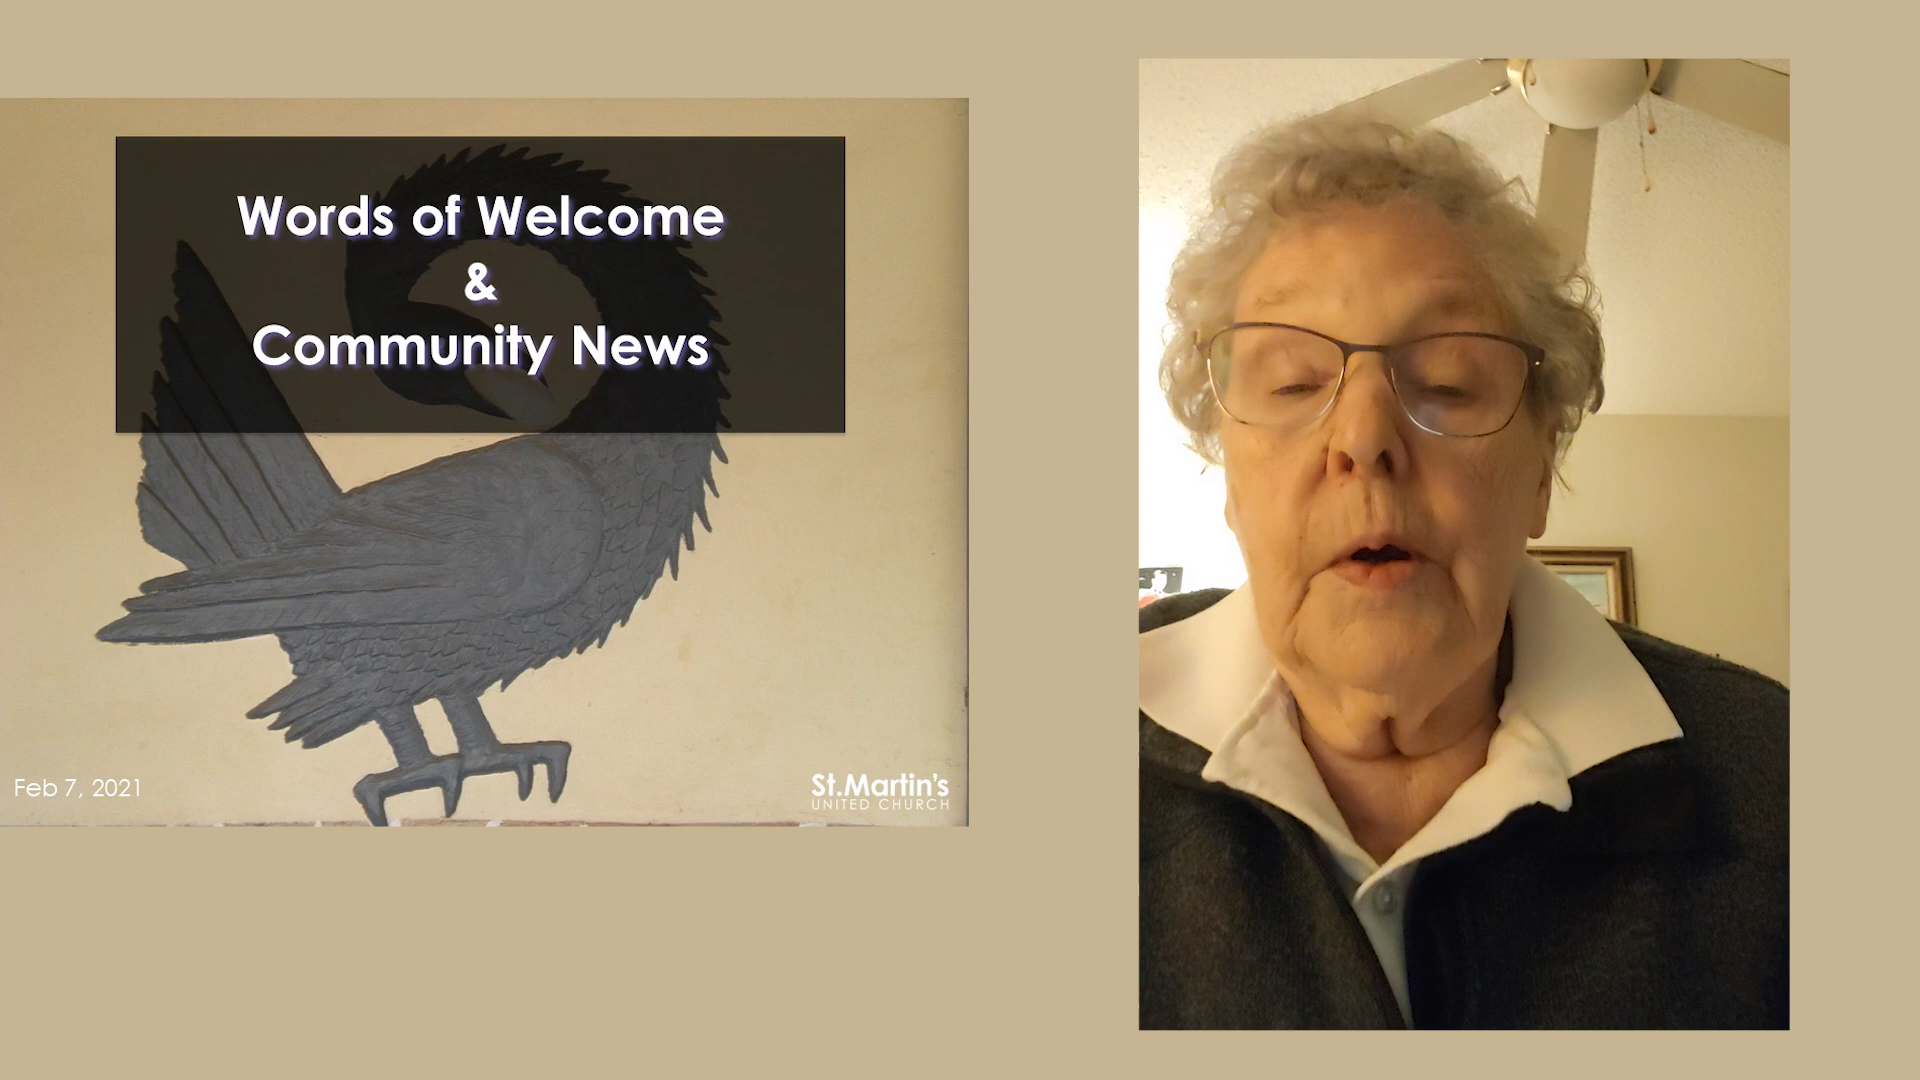 Words of Welcome
&
Community News
Feb 7, 2021
St.Martin's
UNITED CHURCH